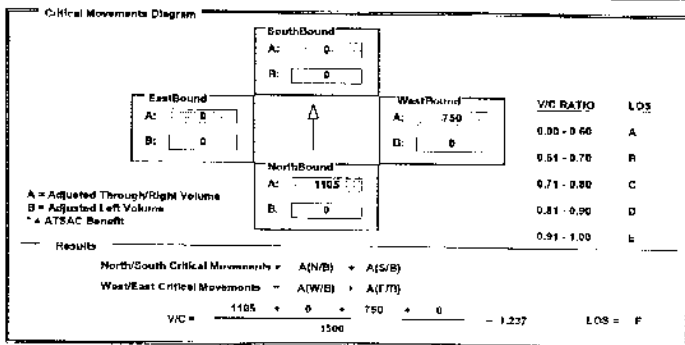 Critical Movements Diagram
SouthBound
A: 0
B: 0
EastBound
A: 0
B: 0
WestBound
A: 750
B: 0
NorthBound
A: 1105
B: 0
V/C RATIO LOS
0.00 - 0.60 A
0.61 - 0.70 B
0.71 - 0.80 C
0.81 - 0.90 D
0.91 - 1.00 E
A = Adjusted Through/Right Volume
B = Adjusted Left Volume
* = ATSAC Benefit
Results
North/South Critical Movements = A(N/B) + A(S/B)
West/East Critical Movements = A(W/B) + A(E/B)
V/C = 1105 + 0 + 750 + 0 = 1.237 LOS = F
1500